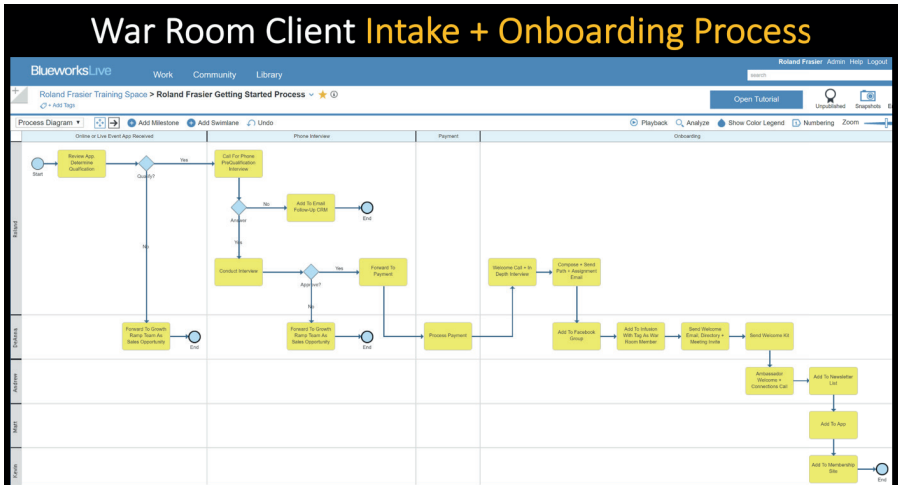 War Room Client Intake + Onboarding Process
Roland Frasier Admin Help Logout
BlueworksLive Work Community Library
search
Roland Frasier Training Space > Roland Frasier Getting Started Process
+ Add Tags
Open Tutorial
Unpublished
Snapshots
Process Diagram
Add Milestone
Add Swimlane
Undo
Playback
Analyze
Show Color Legend
Numbering
Zoom
Online or Live Event App Received
Phone Interview
Payment
Onboarding
Roland
Start
Review App
Determine
Qualification
Qualify?
Yes
Call For Phone
PreQualification
Interview
Answer
No
Add To Email
Follow-Up CRM
End
Yes
No
Conduct Interview
Approve?
Yes
Forward To
Payment
No
Welcome Call + In-
Depth Interview
Compose + Send
Path + Assignment
Email
DeAnna
Forward To Growth
Ramp Team As
Sales Opportunity
End
Forward To Growth
Ramp Team As
Sales Opportunity
End
Process Payment
Add To Facebook
Group
Add To Infusion
With Tag As War
Room Member
Send Welcome
Email, Directory +
Meeting Invite
Send Welcome Kit
Andrew
Ambassador
Welcome +
Connections Call
Add To Newsletter
List
Matt
Add To App
Add To Membership
Site
End